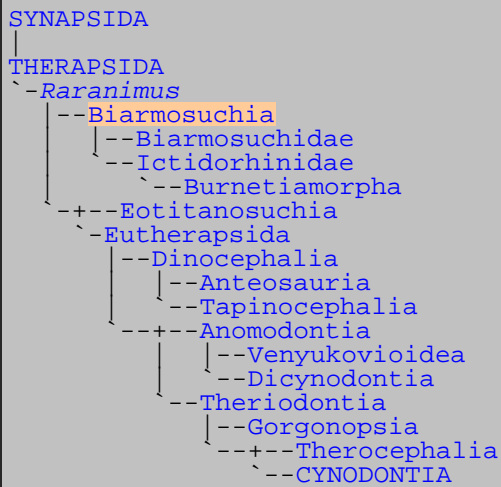 SYNAPSIDA
|
THERAPSIDA
`-Raranimus
   |--Biarmosuchia
   |  |--Biarmosuchidae
   |  `--Ictidorhinidae
   |     `--Burnetiamorpha
   `-+--Eotitanosuchia
     `-Eutherapsida
       |--Dinocephalia
       |  |--Anteosauria
       |  `--Tapinocephalia
       `--+--Anomodontia
          |  |--Venyukovioidea
          |  `--Dicynodontia
          `--Theriodontia
             |--Gorgonopsia
             `--+--Therocephalia
                `--CYNODONTIA